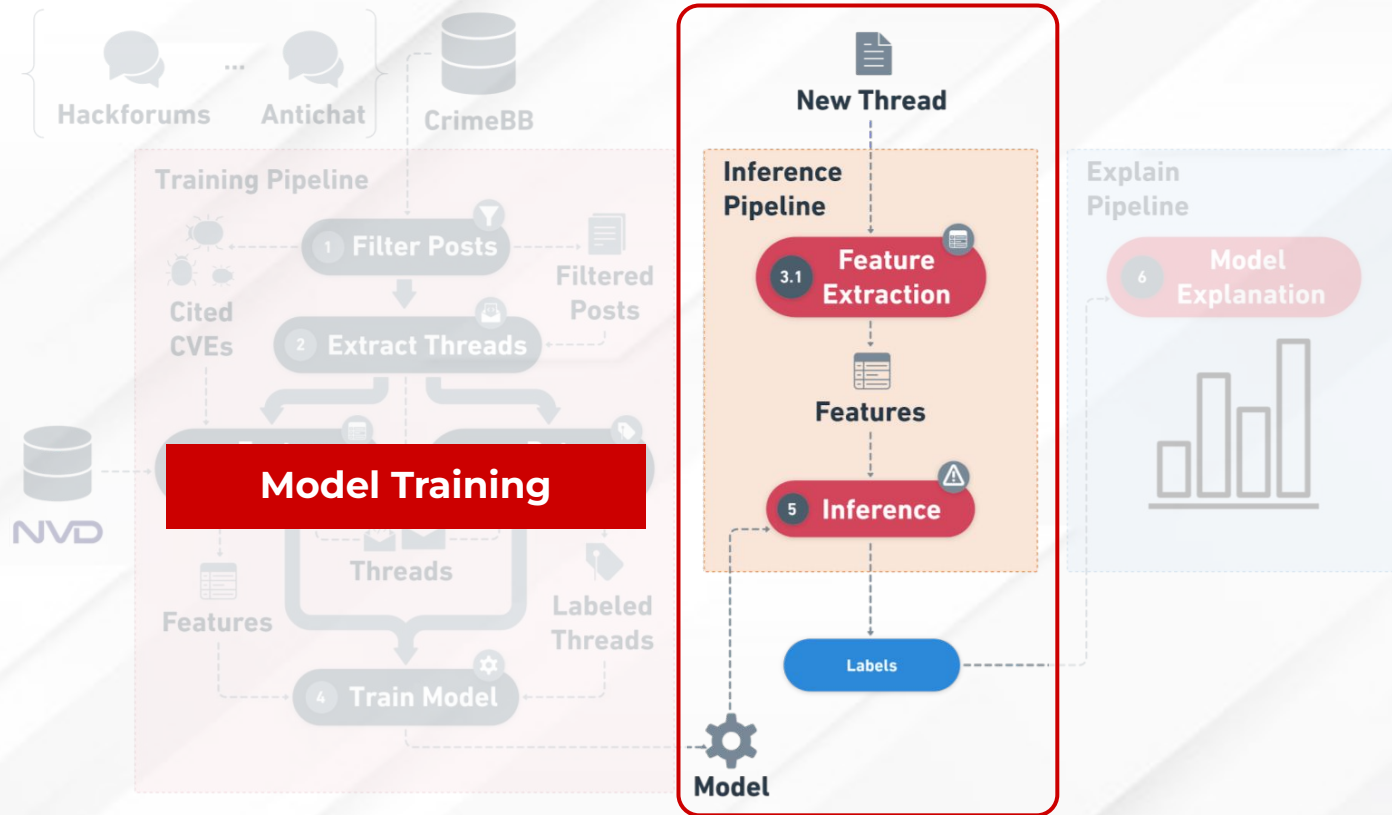 Hackforums
...
Antichat
CrimeBB
New Thread
Training Pipeline
1 Filter Posts
Filtered
Posts
Cited
CVEs
2 Extract Threads
Model Training
NVD
Threads
Features
Labeled
Threads
4 Train Model
Inference
Pipeline
3.1 Feature
Extraction
Features
5 Inference
Labels
Model
Explain
Pipeline
6 Model
Explanation